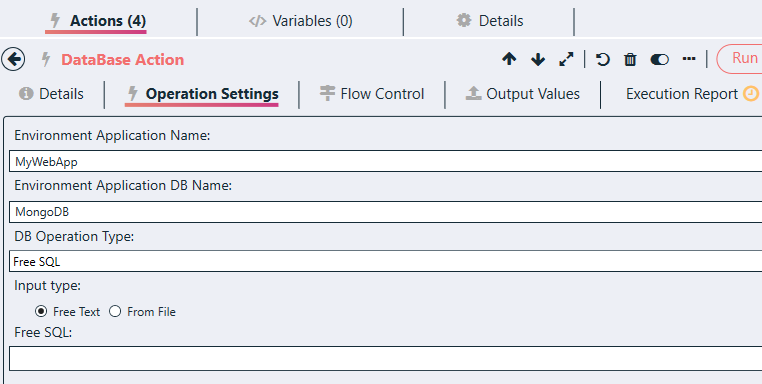 Actions (4) Variables (0) Details
DataBase Action Run
Details Operation Settings Flow Control Output Values Execution Report
Environment Application Name:
MyWebApp
Environment Application DB Name:
MongoDB
DB Operation Type:
Free SQL
Input type:
Free Text From File
Free SQL: